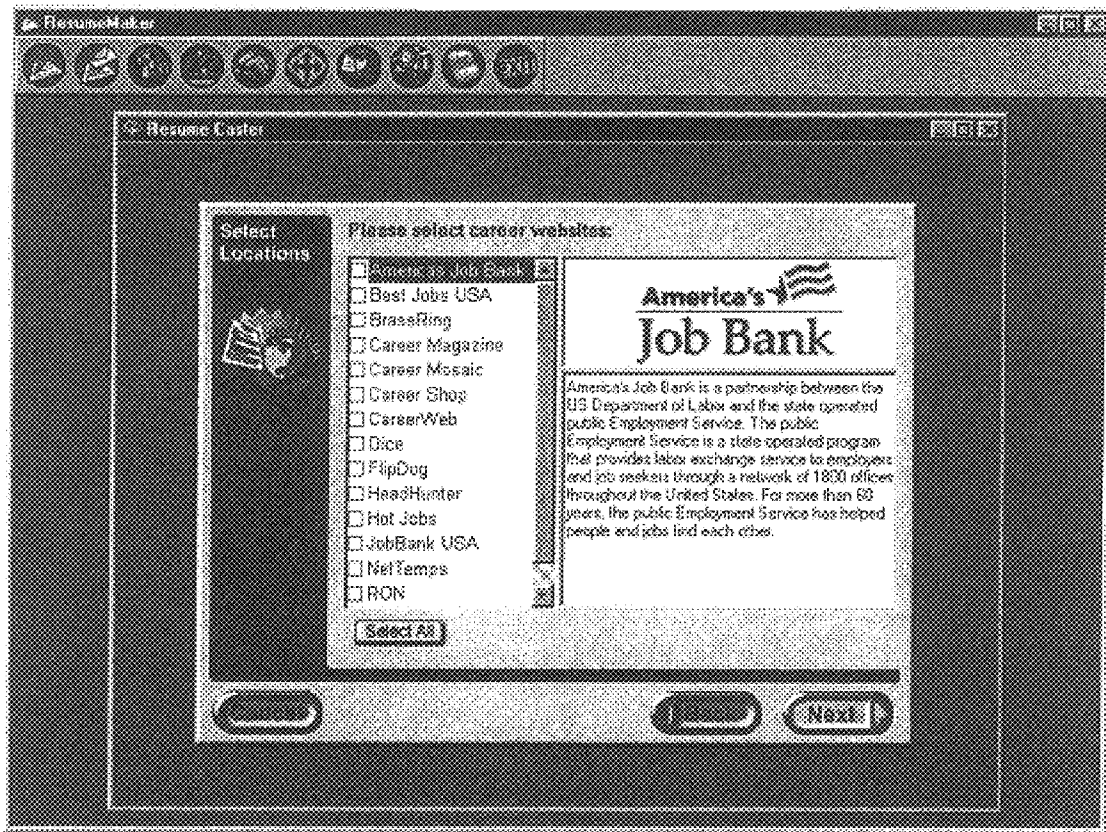 ResumeMaker
Resume Caster
Select
Locations
Please select career websites:
Americas Job Bank
Best Jobs USA
BrassRing
Career Magazine
Career Mosaic
Career Shop
CareerWeb
Dice
FlipDog
HeadHunter
Hot Jobs
JobBank USA
NetTemps
RON
Select All
America's
Job Bank
America's Job Bank is a partnership between the
US Department of Labor and the state operated
public Employment Service. The public
Employment Service is a state operated program
that provides labor exchange service to employers
and job seekers through a network of 1800 offices
throughout the United States. For more than 60
years, the public Employment Service has helped
people and jobs find each other.
Next